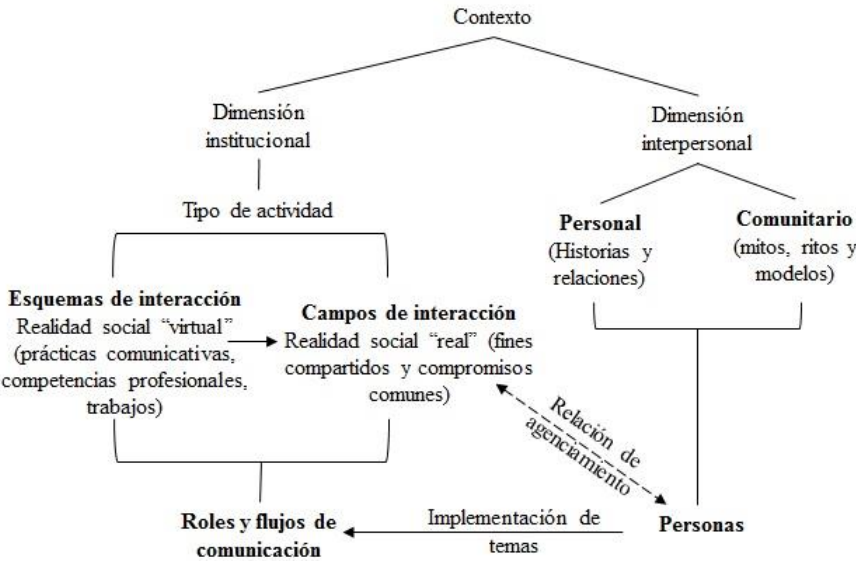 Contexto
Dimensión
institucional
Dimensión
interpersonal
Tipo de actividad
Personal
(Historias y
relaciones)
Comunitario
(mitos, ritos y
modelos)
Esquemas de interacción
Realidad social “virtual”
(prácticas comunicativas,
competencias profesionales,
trabajos)
Campos de interacción
Realidad social “real” (fines
compartidos y compromisos
comunes)
Relación de
agenciamiento
Roles y flujos de
comunicación
Implementación de
temas
Personas